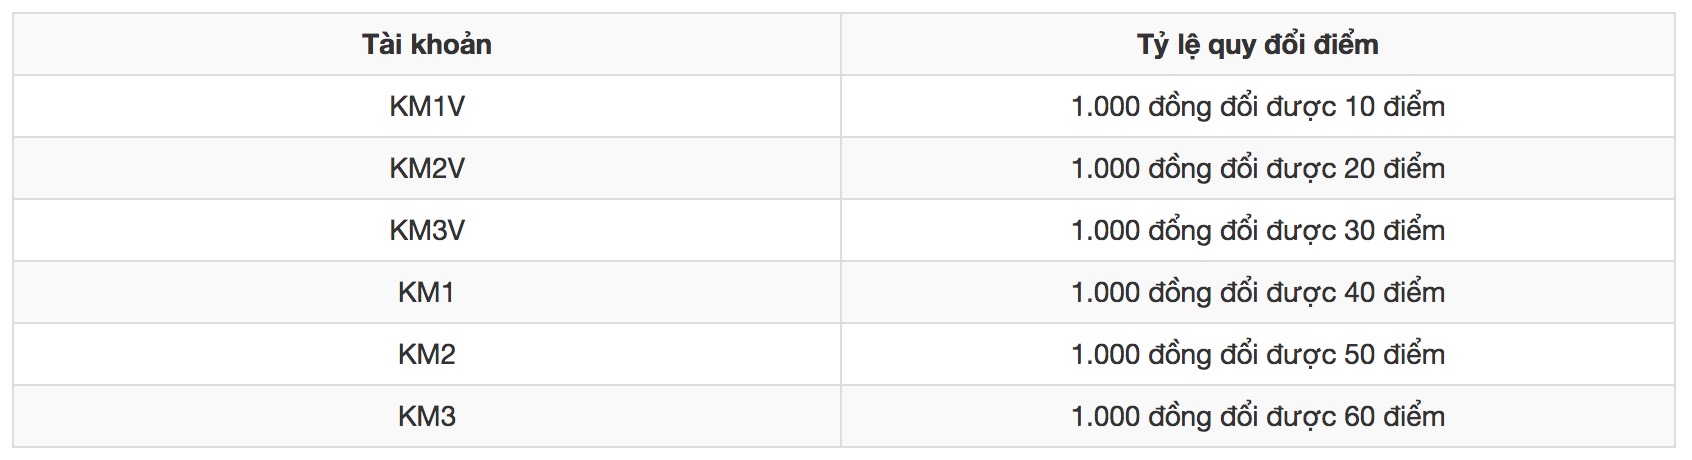 Tài khoản Tỷ lệ quy đổi điểm
KM1V 1.000 đồng đổi được 10 điểm
KM2V 1.000 đồng đổi được 20 điểm
KM3V 1.000 đổng đổi được 30 điểm
KM1 1.000 đồng đổi được 40 điểm
KM2 1.000 đồng đổi được 50 điểm
KM3 1.000 đồng đổi được 60 điểm